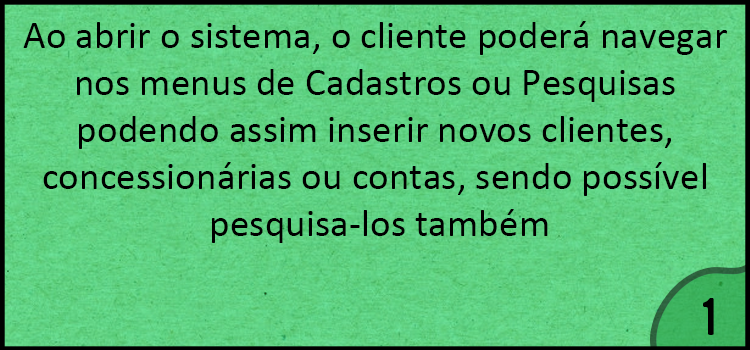 Ao abrir o sistema, o cliente poderá navegar
nos menus de Cadastros ou Pesquisas
podendo assim inserir novos clientes,
concessionárias ou contas, sendo possível
pesquisa-los também
1